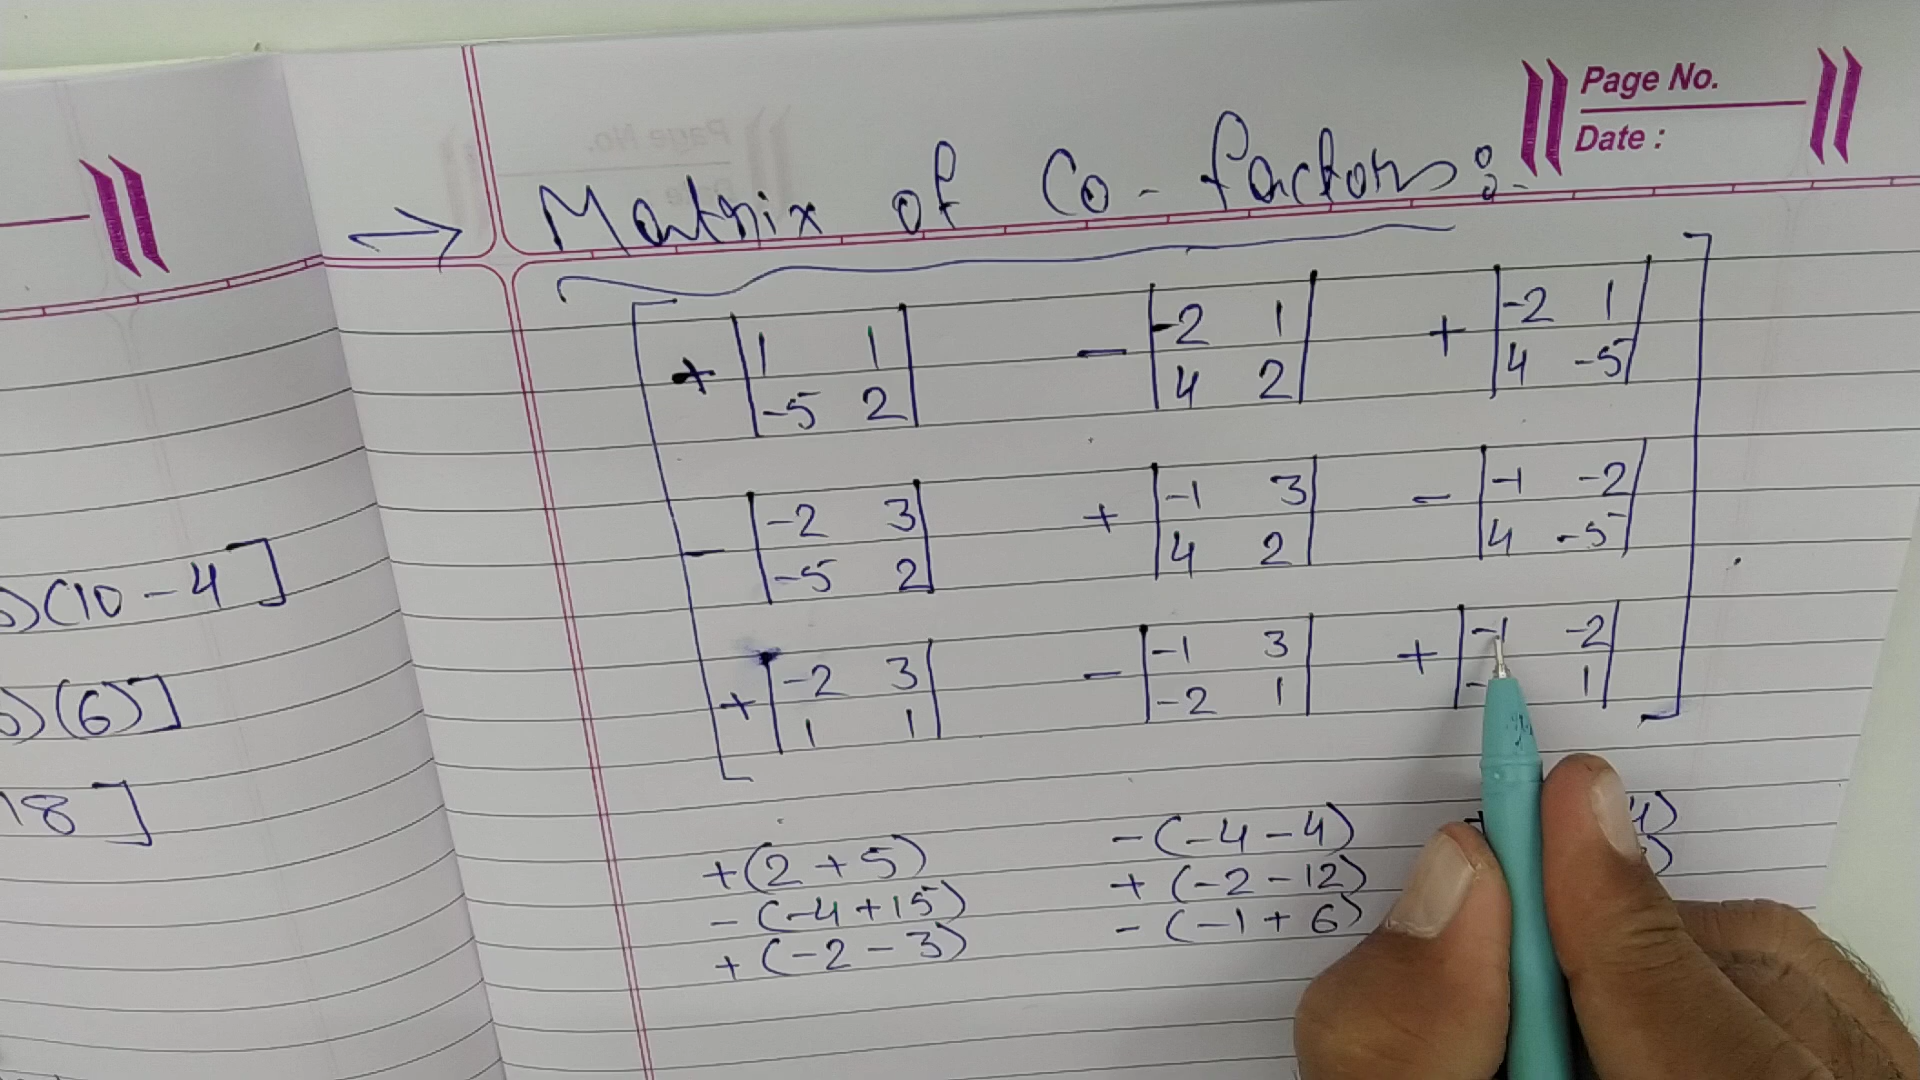 Page No.
Date :
→ Matrix of Co-factors:-
+ |1 1| - |-2 1| + |-2 1|
|-5 2| |4 2| |4 -5|
- |-2 3| + |-1 3| - |-1 -2|
|-5 2| |4 2| |4 -5|
+ |-2 3| - |-1 3| + |-1 -2|
|1 1| |-2 1| |- 1|
+(2+5) -(-4-4) + 4)
-(-4+15) +(-2-12) )
+(-2-3) -(-1+6)
)(10-4]
)(6)]
18]